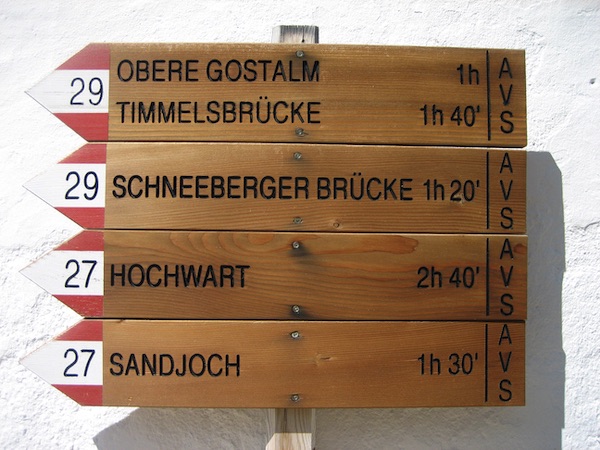 29 OBERE GOSTALM 1h AVS
TIMMELSBRÜCKE 1h 40'
29 SCHNEEBERGER BRÜCKE 1h 20' AVS
27 HOCHWART 2h 40' AVS
27 SANDJOCH 1h 30' AVS